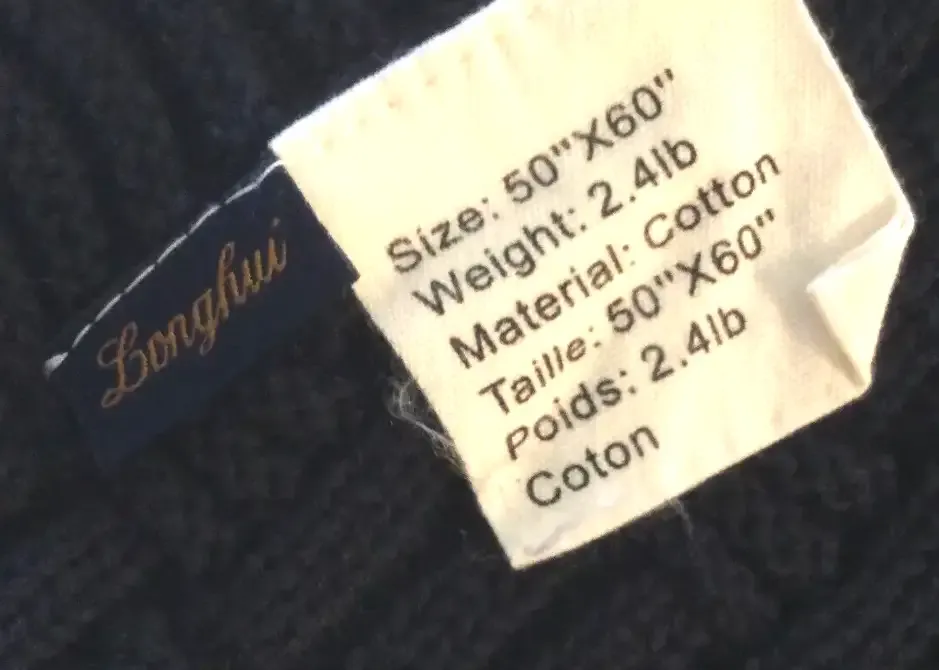 Longhui
Size: 50"X60"
Weight: 2.4lb
Material: Cotton
Taille: 50"X60"
Poids: 2.4lb
Coton